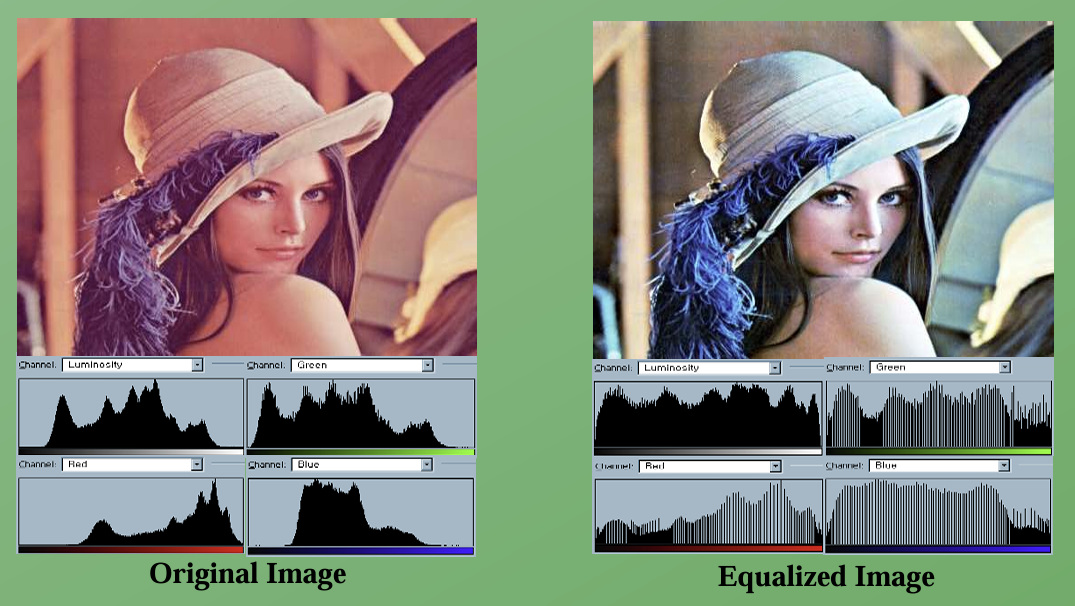 Channel: Luminosity
Channel: Green
Channel: Red
Channel: Blue
Original Image
Channel: Luminosity
Channel: Green
Channel: Red
Channel: Blue
Equalized Image